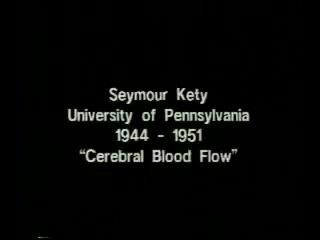 Seymour Kety
University of Pennsylvania
1944 - 1951
“Cerebral Blood Flow”